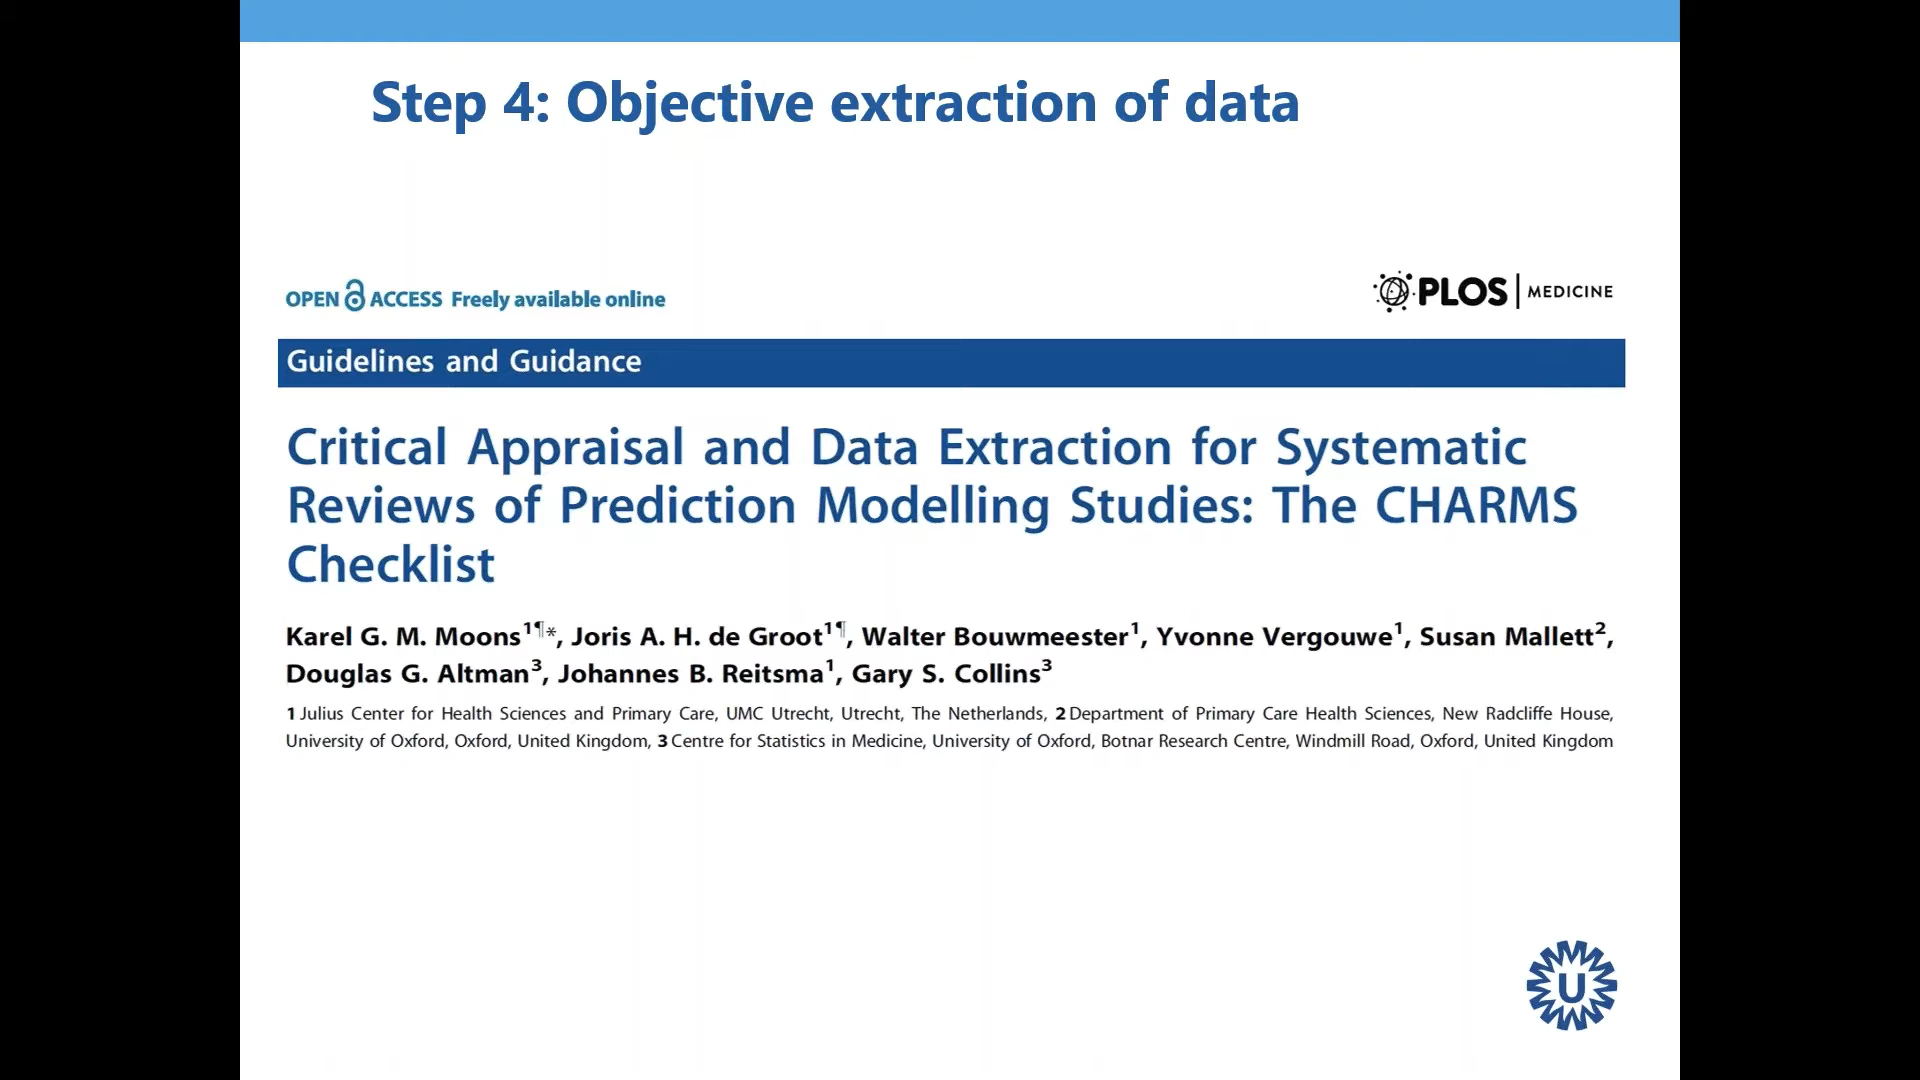 Step 4: Objective extraction of data
OPEN ACCESS Freely available online
PLOS | MEDICINE
Guidelines and Guidance
Critical Appraisal and Data Extraction for Systematic
Reviews of Prediction Modelling Studies: The CHARMS
Checklist
Karel G. M. Moons1¶*, Joris A. H. de Groot1¶, Walter Bouwmeester1, Yvonne Vergouwe1, Susan Mallett2,
Douglas G. Altman3, Johannes B. Reitsma1, Gary S. Collins3
1 Julius Center for Health Sciences and Primary Care, UMC Utrecht, Utrecht, The Netherlands, 2 Department of Primary Care Health Sciences, New Radcliffe House,
University of Oxford, Oxford, United Kingdom, 3 Centre for Statistics in Medicine, University of Oxford, Botnar Research Centre, Windmill Road, Oxford, United Kingdom
U